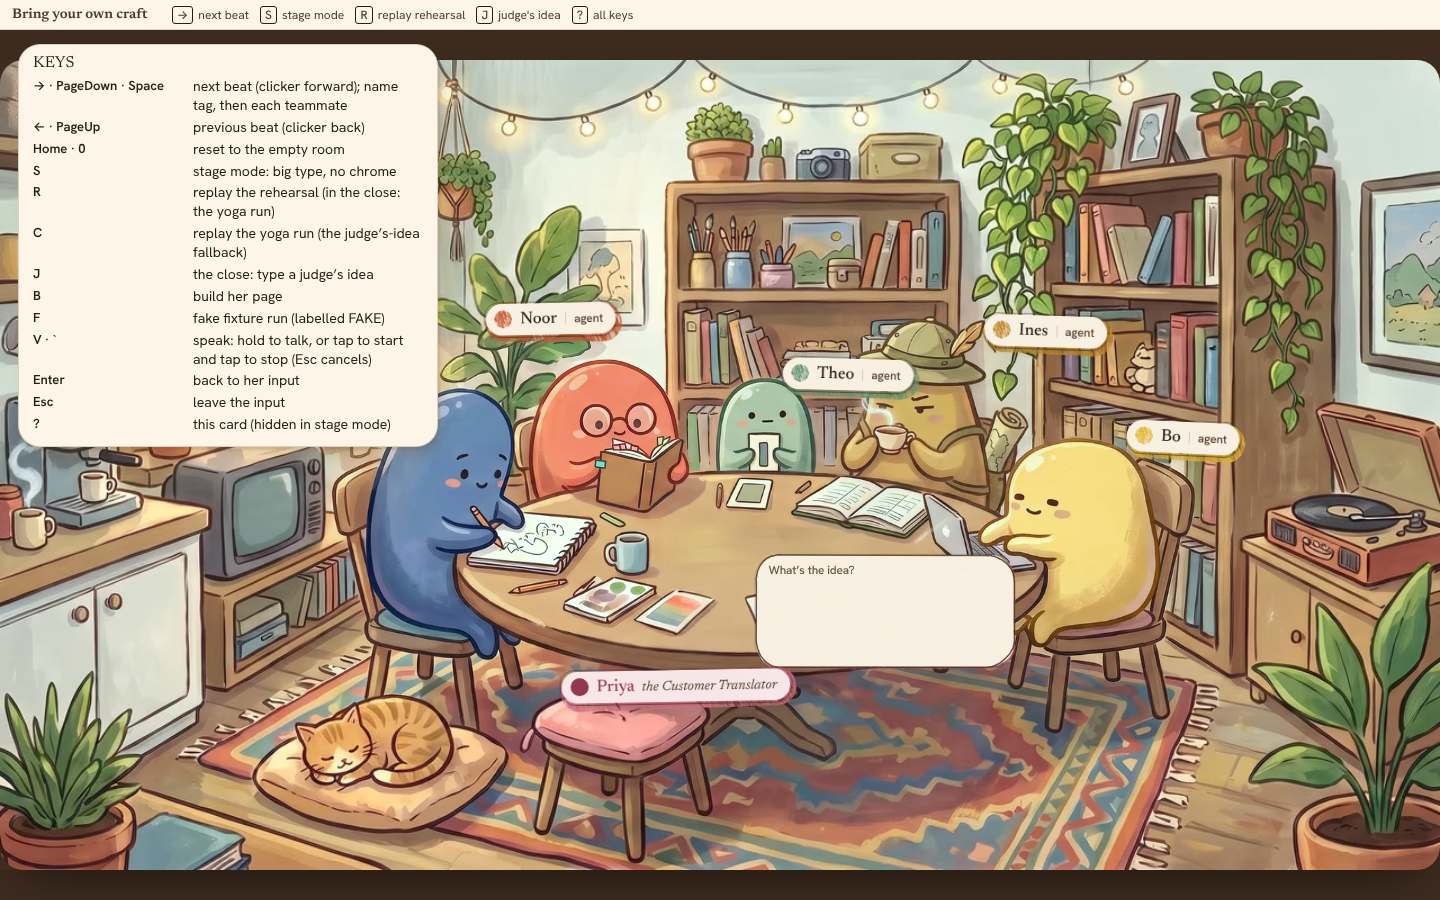 Bring your own craft → next beat S stage mode R replay rehearsal J judge's idea ? all keys
KEYS
→ · PageDown · Space next beat (clicker forward); name
tag, then each teammate
← · PageUp previous beat (clicker back)
Home · 0 reset to the empty room
S stage mode: big type, no chrome
R replay the rehearsal (in the close:
the yoga run)
C replay the yoga run (the judge’s-idea
fallback)
J the close: type a judge’s idea
B build her page
F fake fixture run (labelled FAKE)
V · ` speak: hold to talk, or tap to start
and tap to stop (Esc cancels)
Enter back to her input
Esc leave the input
? this card (hidden in stage mode)
Noor agent
Ines agent
Theo agent
Bo agent
What's the idea?
Priya the Customer Translator